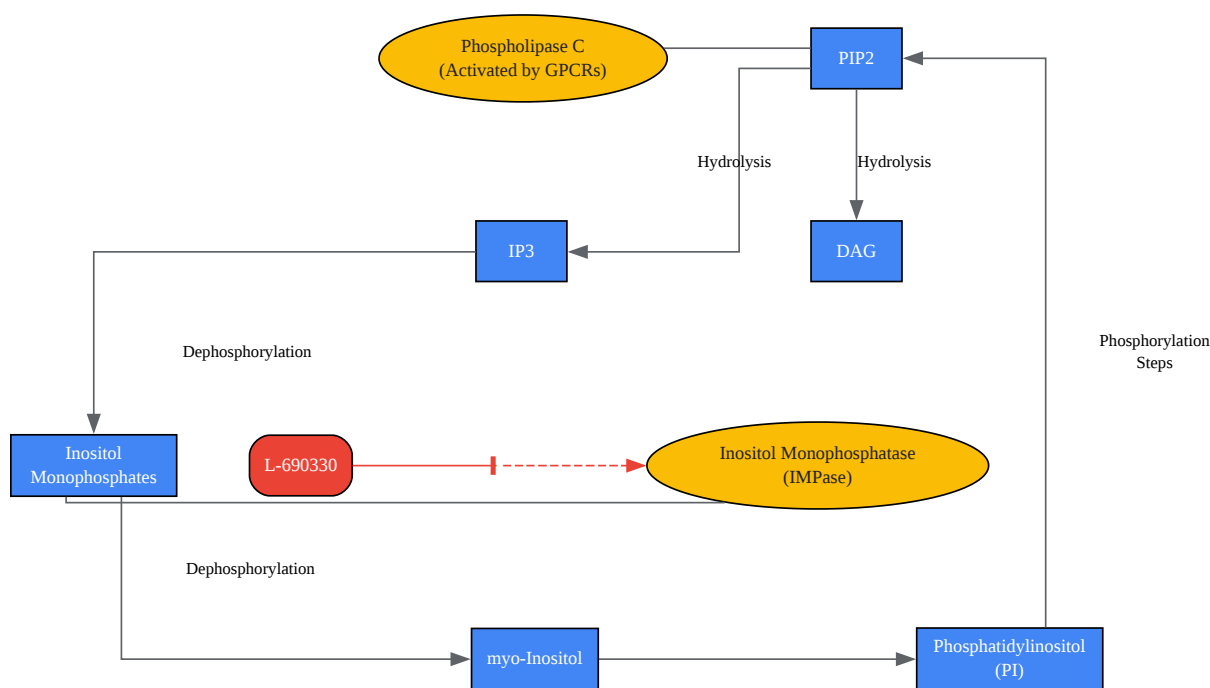 Phospholipase C
(Activated by GPCRs)
PIP2
Hydrolysis
Hydrolysis
IP3
DAG
Dephosphorylation
Phosphorylation
Steps
Inositol
Monophosphates
L-690330
Inositol Monophosphatase
(IMPase)
Dephosphorylation
myo-Inositol
Phosphatidylinositol
(PI)